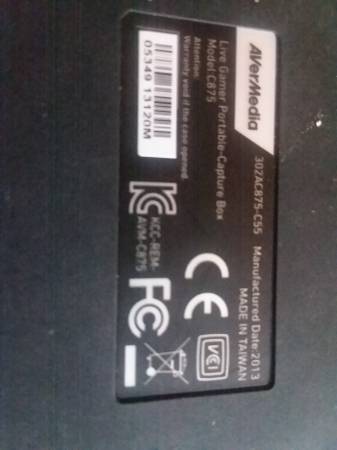 AVerMedia
302AC875-C55 Manufactured Date:2013
MADE IN TAIWAN
Live Gamer Portable-Capture Box
Model:C875
Attention:
Warranty void if the case opened.
05349 13120M
KCC-REM-
AVM-C875
FC
CE
VCI